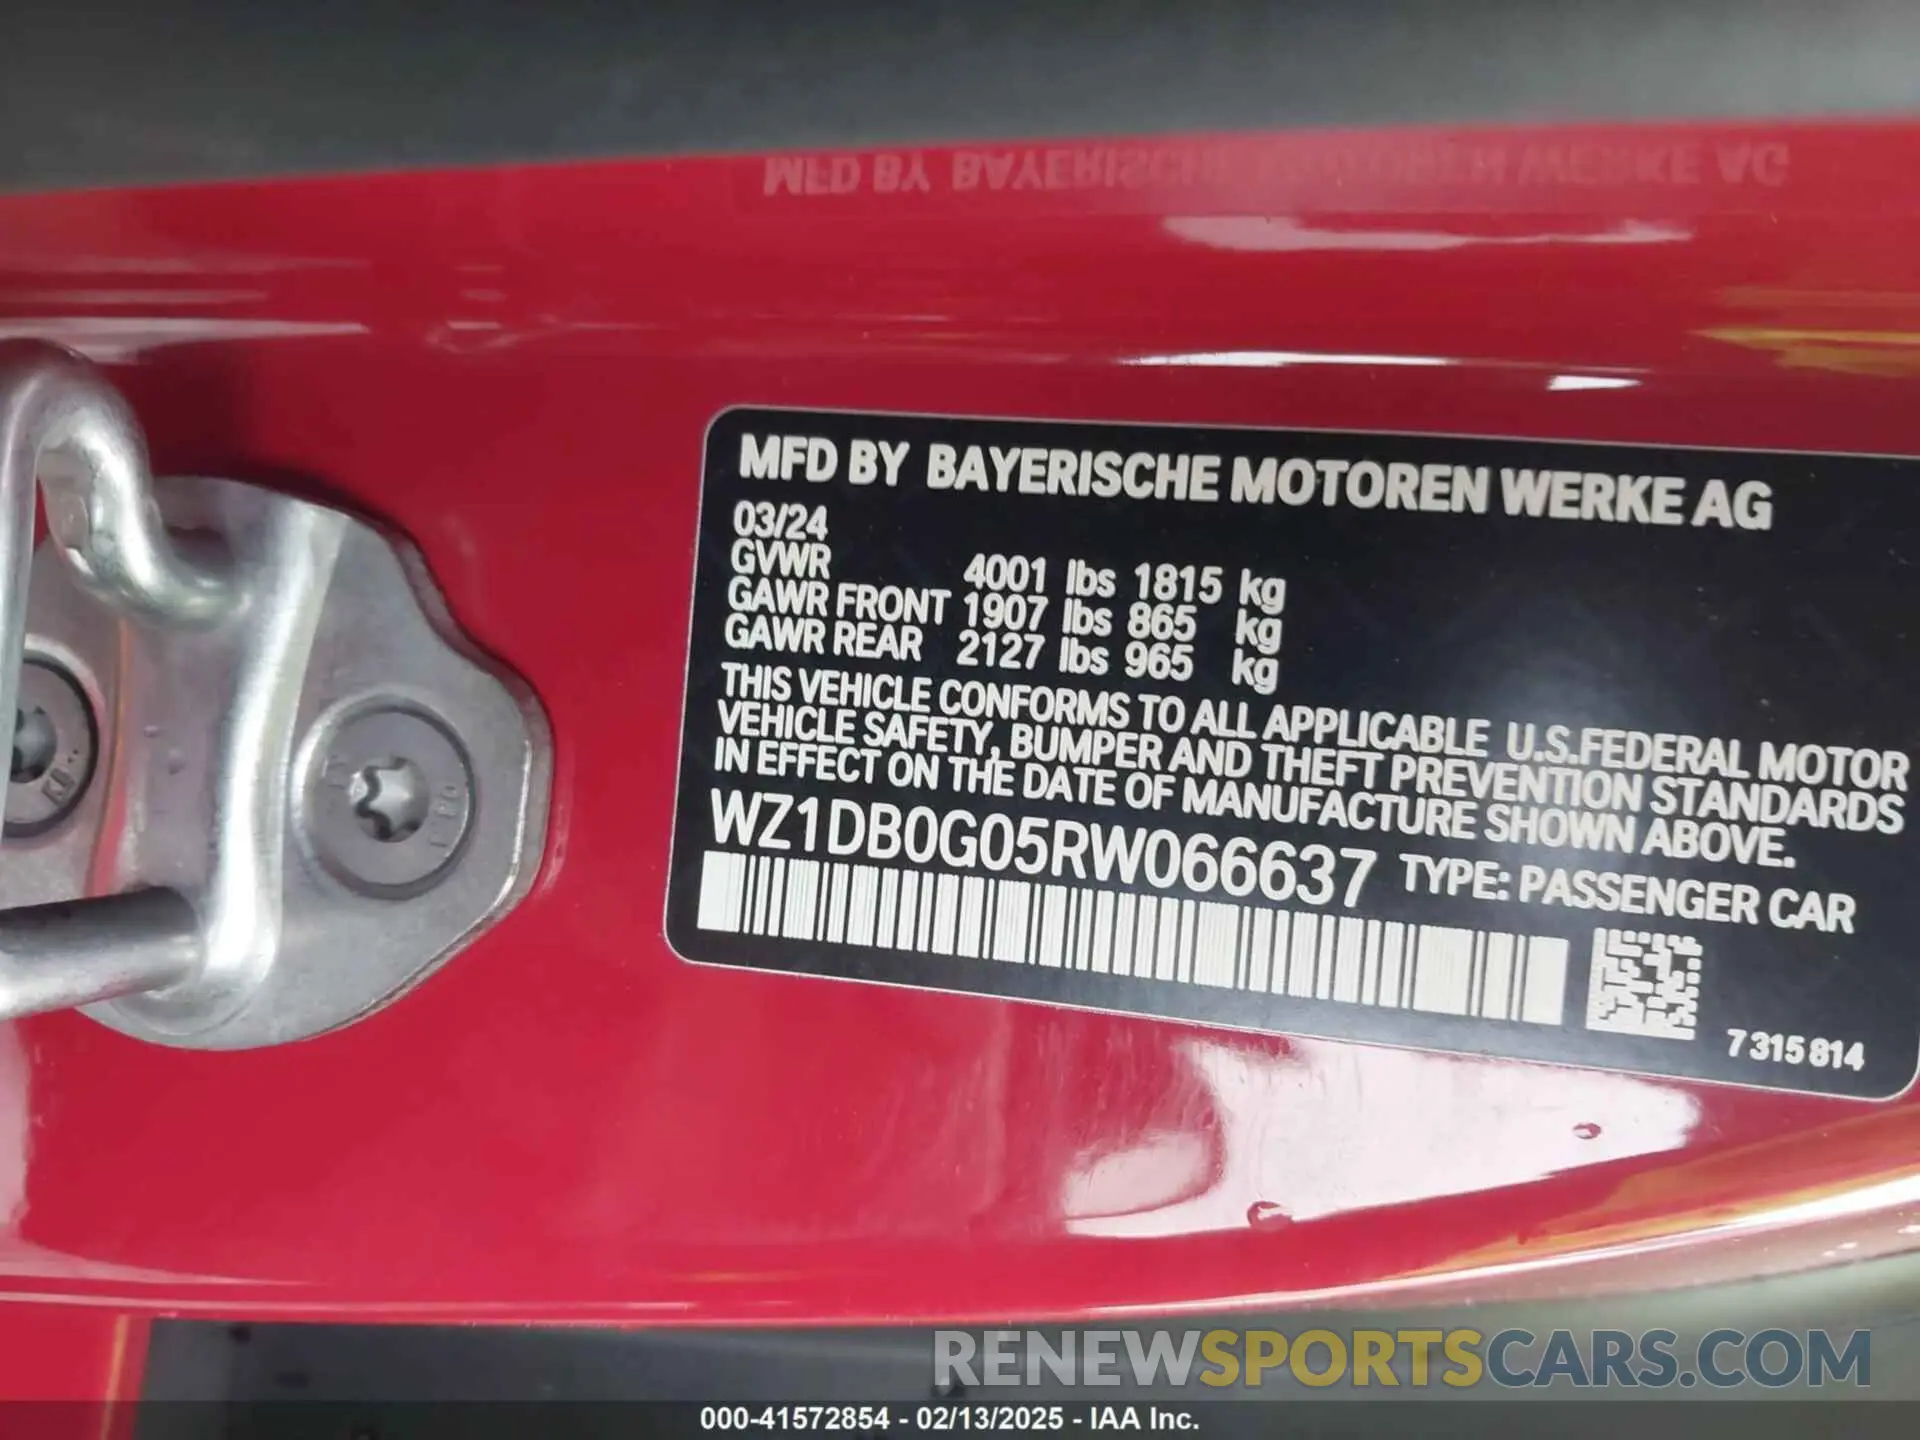 MFD BY BAYERISCHE MOTOREN WERKE AG
03/24
GVWR 4001 lbs 1815 kg
GAWR FRONT 1907 lbs 865 kg
GAWR REAR 2127 lbs 965 kg
THIS VEHICLE CONFORMS TO ALL APPLICABLE U.S.FEDERAL MOTOR
VEHICLE SAFETY, BUMPER AND THEFT PREVENTION STANDARDS
IN EFFECT ON THE DATE OF MANUFACTURE SHOWN ABOVE.
WZ1DB0G05RW066637 TYPE: PASSENGER CAR
7 315 814
RENEWSPORTSCARS.COM
000-41572854 - 02/13/2025 - IAA Inc.